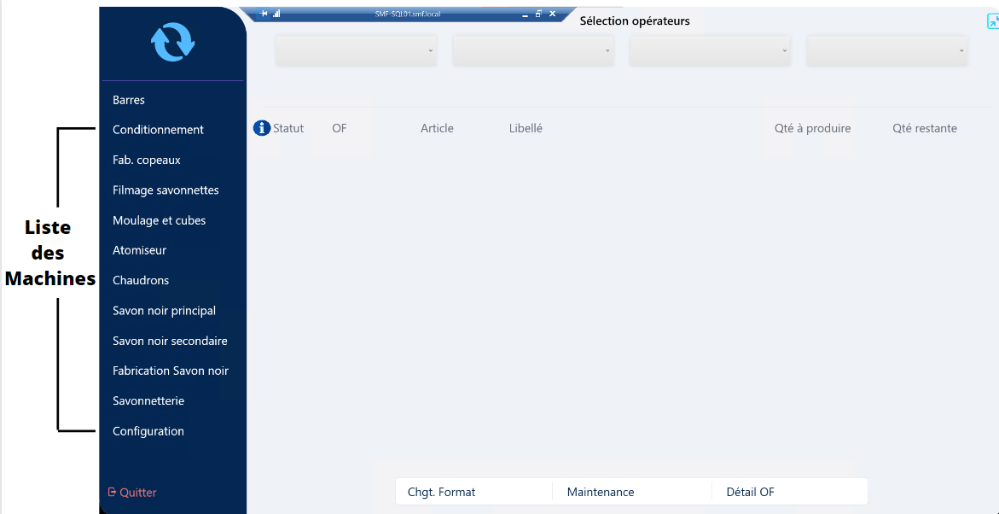 SMF-SQL01.smf.local
Sélection opérateurs
Barres
Conditionnement
Fab. copeaux
Filmage savonnettes
Moulage et cubes
Atomiseur
Chaudrons
Savon noir principal
Savon noir secondaire
Fabrication Savon noir
Savonnetterie
Configuration
Quitter
Liste
des
Machines
Statut OF Article Libellé Qté à produire Qté restante
Chgt. Format Maintenance Détail OF